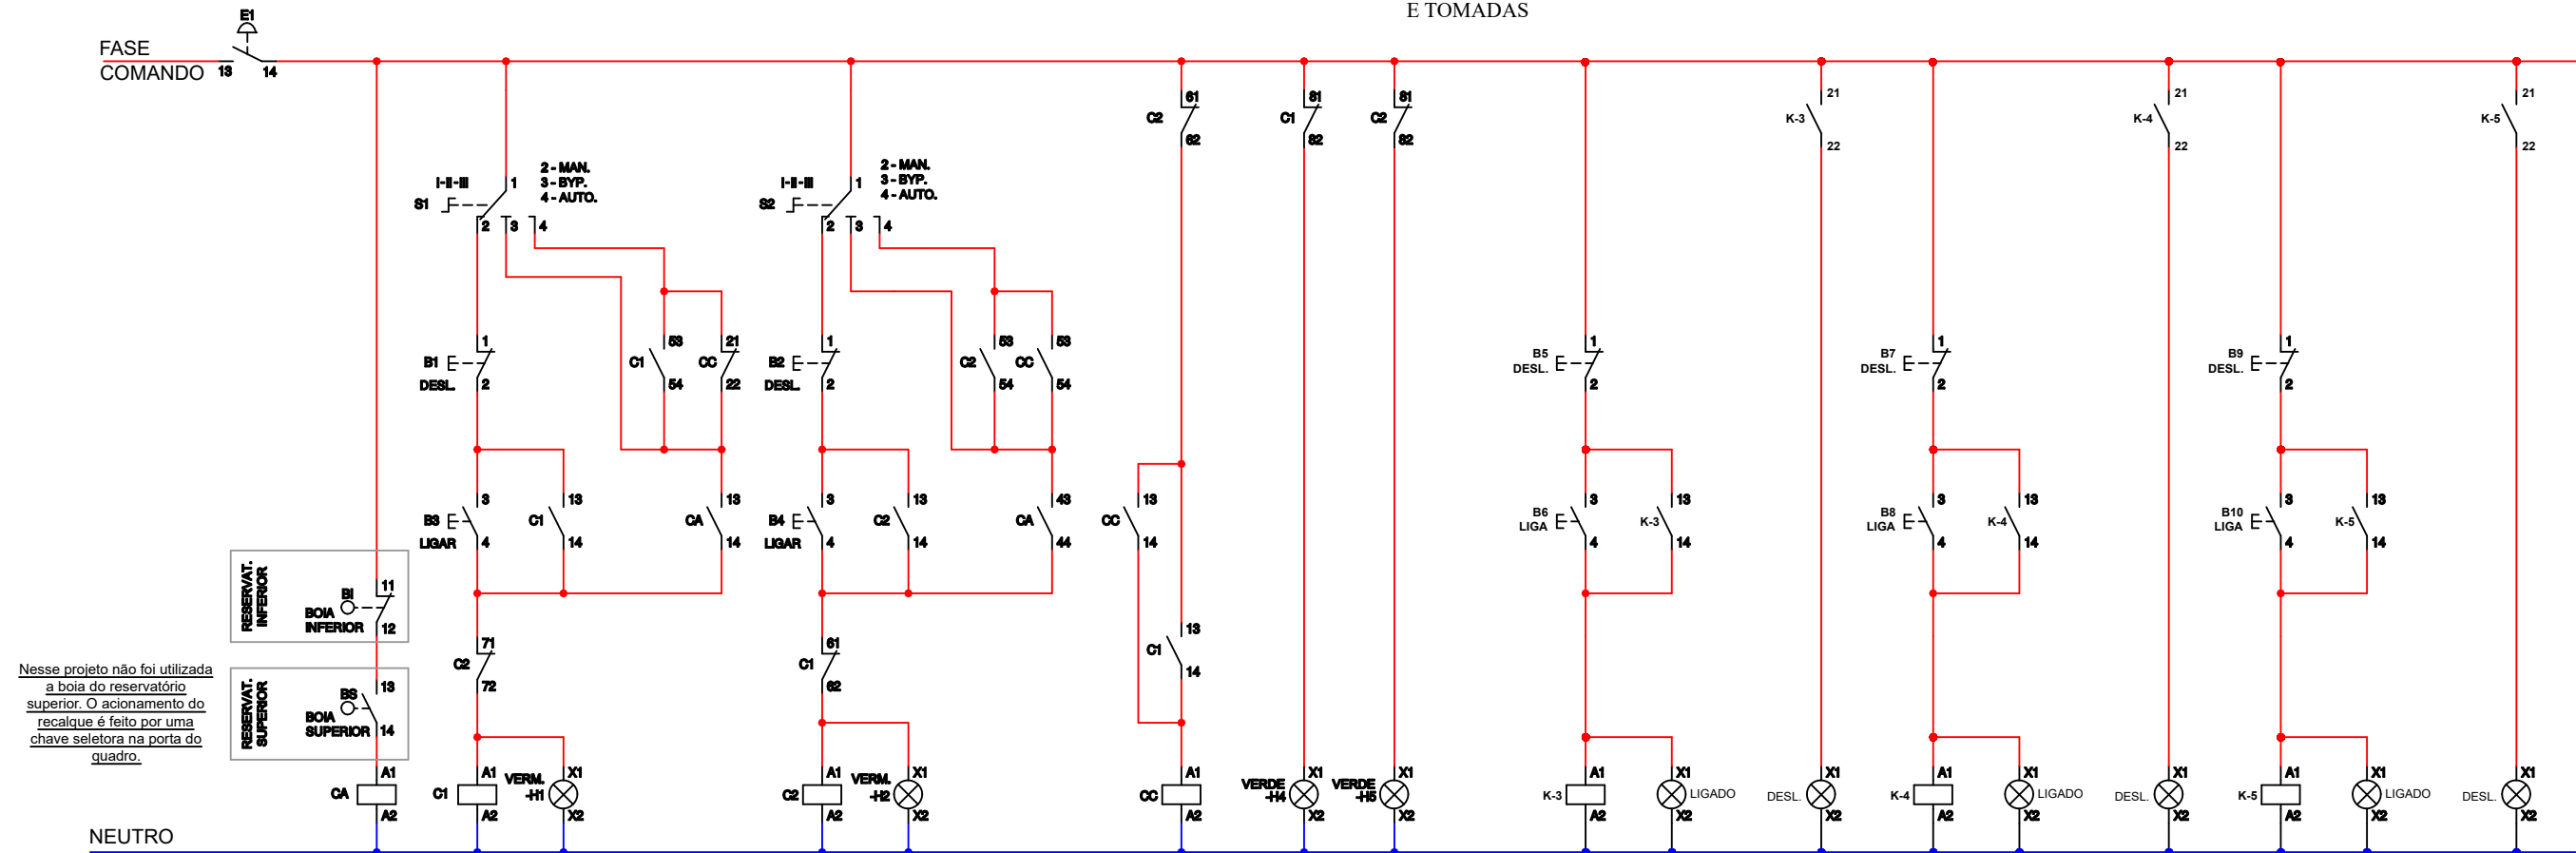 E TOMADAS
E1
FASE
COMANDO
13
14
61
C2
62
81
C1
82
81
C2
82
21
K-3
22
21
K-4
22
21
K-5
22
I-II-III
1
2 - MAN.
3 - BYP.
4 - AUTO.
S1
2
3
4
I-II-III
1
2 - MAN.
3 - BYP.
4 - AUTO.
S2
2
3
4
1
B1
DESL.
2
53
C1
54
21
CC
22
1
B2
DESL.
2
53
C2
54
53
CC
54
1
B5
DESL.
2
1
B7
DESL.
2
1
B9
DESL.
2
3
B3
LIGAR
4
13
C1
14
13
CA
14
3
B4
LIGAR
4
13
C2
14
43
CA
44
13
CC
14
3
B6
LIGA
4
13
K-3
14
3
B8
LIGA
4
13
K-4
14
3
B10
LIGA
4
13
K-5
14
RESERVAT.
INFERIOR
BI
BOIA
INFERIOR
11
12
71
C2
72
61
C1
62
13
C1
14
Nesse projeto não foi utilizada
a boia do reservatório
superior. O acionamento do
recalque é feito por uma
chave seletora na porta do
quadro.
RESERVAT.
SUPERIOR
BS
BOIA
SUPERIOR
13
14
A1
CA
A2
A1
C1
A2
VERM.
-H1
X1
X2
A1
C2
A2
VERM.
-H2
X1
X2
A1
CC
A2
VERDE
-H4
X1
X2
VERDE
-H5
X1
X2
A1
K-3
A2
X1
LIGADO
X2
X1
DESL.
X2
A1
K-4
A2
X1
LIGADO
X2
X1
DESL.
X2
A1
K-5
A2
X1
LIGADO
X2
X1
DESL.
X2
NEUTRO